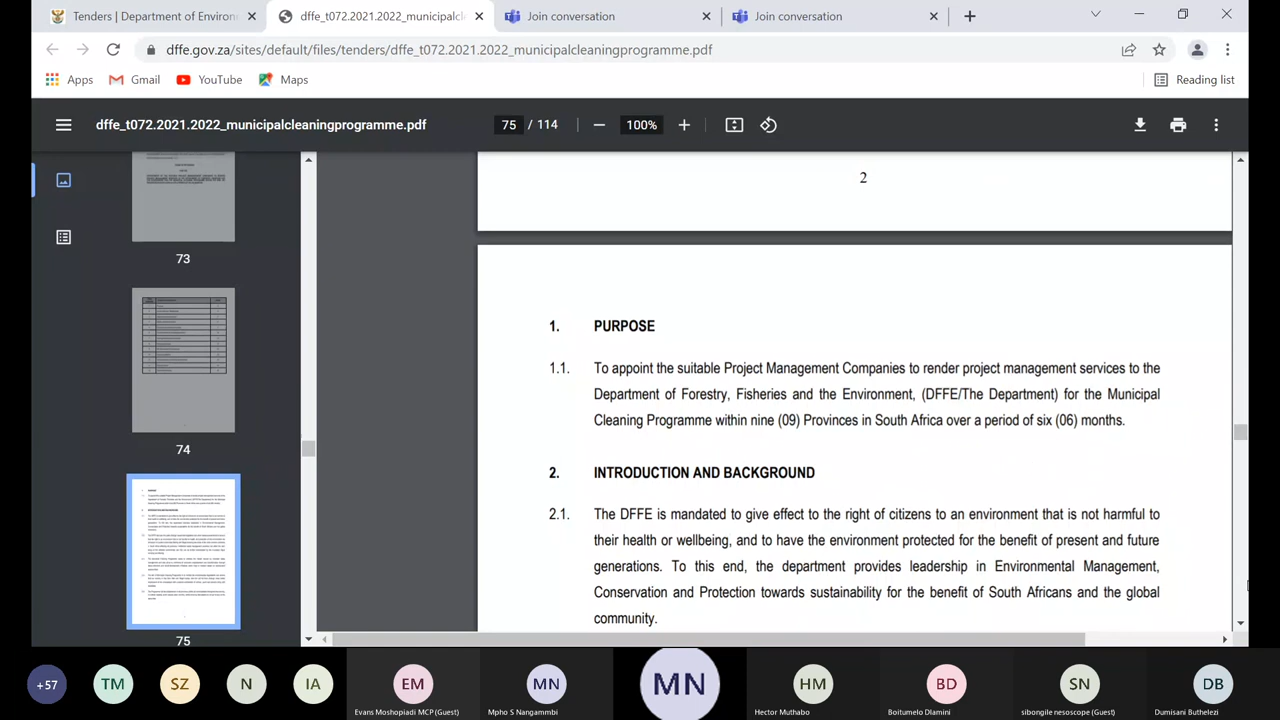 Tenders | Department of Environ
dffe_t072.2021.2022_municipalcl
Join conversation
Join conversation
dffe.gov.za/sites/default/files/tenders/dffe_t072.2021.2022_municipalcleaningprogramme.pdf
Apps
Gmail
YouTube
Maps
Reading list
dffe_t072.2021.2022_municipalcleaningprogramme.pdf
75 / 114
100%
73
74
75
2
1. PURPOSE
1.1. To appoint the suitable Project Management Companies to render project management services to the
Department of Forestry, Fisheries and the Environment, (DFFE/The Department) for the Municipal
Cleaning Programme within nine (09) Provinces in South Africa over a period of six (06) months.
2. INTRODUCTION AND BACKGROUND
2.1. The DFFE is mandated to give effect to the right of citizens to an environment that is not harmful to
their health or wellbeing, and to have the environment protected for the benefit of present and future
generations. To this end, the department provides leadership in Environmental Management,
Conservation and Protection towards sustainability for the benefit of South Africans and the global
community.
+57
TM
SZ
N
IA
EM
MN
MN
HM
BD
SN
DB
Evans Moshopiadi MCP (Guest)
Mpho S Nangambi
Hector Muthabo
Boitumelo Dlamini
sibongile nesoscope (Guest)
Dumisani Buthelezi